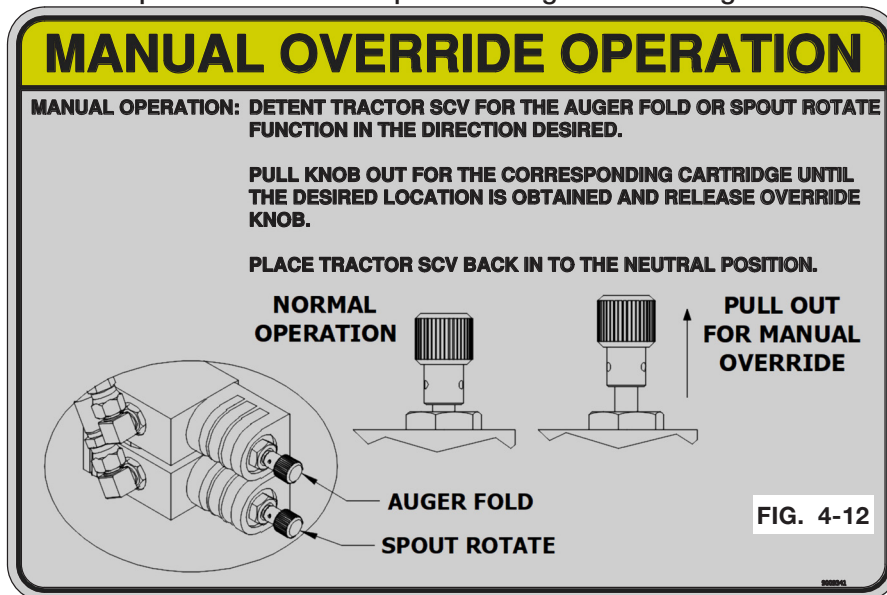 MANUAL OVERRIDE OPERATION
MANUAL OPERATION: DETENT TRACTOR SCV FOR THE AUGER FOLD OR SPOUT ROTATE
FUNCTION IN THE DIRECTION DESIRED.
PULL KNOB OUT FOR THE CORRESPONDING CARTRIDGE UNTIL
THE DESIRED LOCATION IS OBTAINED AND RELEASE OVERRIDE
KNOB.
PLACE TRACTOR SCV BACK IN TO THE NEUTRAL POSITION.
NORMAL
OPERATION
PULL OUT
FOR MANUAL
OVERRIDE
AUGER FOLD
SPOUT ROTATE
FIG. 4-12